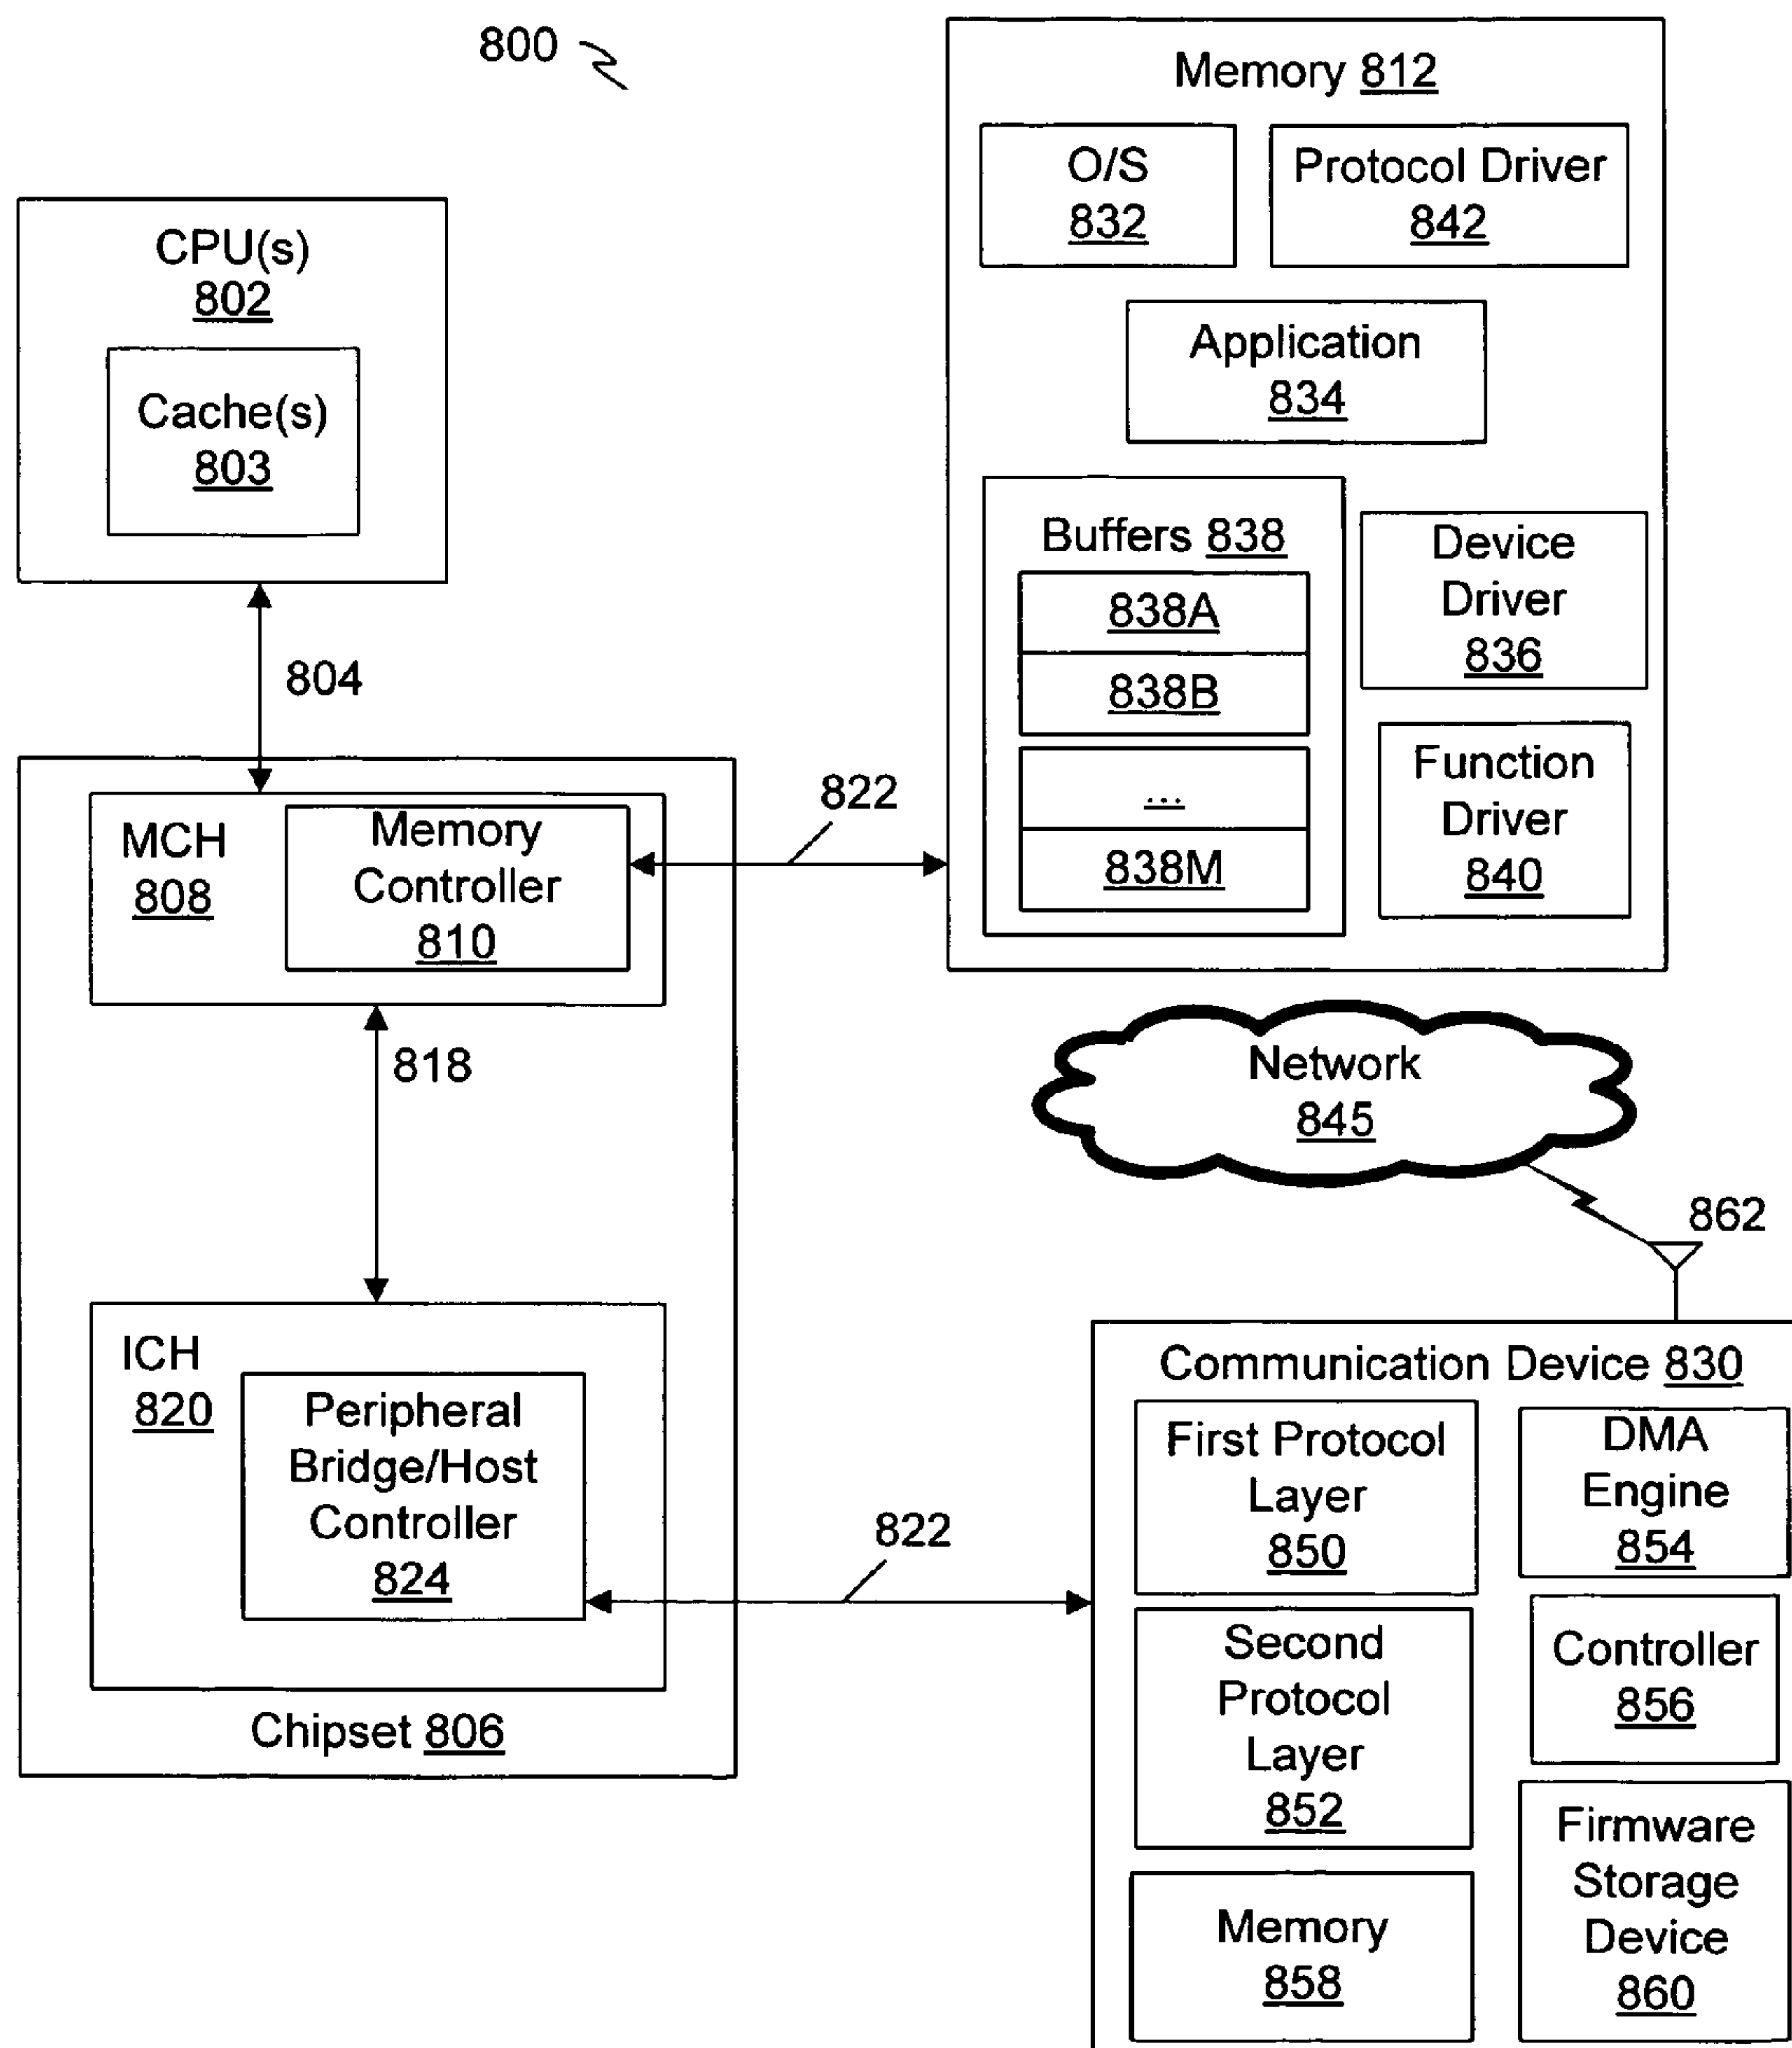 800
Memory 812
O/S
832
Protocol Driver
842
Application
834
Buffers 838
838A
838B
...
838M
Device
Driver
836
Function
Driver
840
CPU(s)
802
Cache(s)
803
804
MCH
808
Memory
Controller
810
822
818
ICH
820
Peripheral
Bridge/Host
Controller
824
822
Chipset 806
Network
845
862
Communication Device 830
First Protocol
Layer
850
DMA
Engine
854
Second
Protocol
Layer
852
Controller
856
Memory
858
Firmware
Storage
Device
860